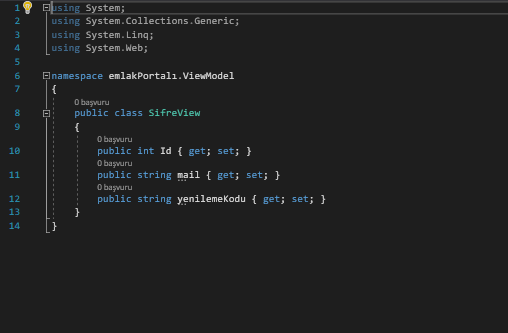 1 using System;
2 using System.Collections.Generic;
3 using System.Linq;
4 using System.Web;
5
6 namespace emlakPortalı.ViewModel
7 {
0 başvuru
8 public class SifreView
9 {
0 başvuru
10 public int Id { get; set; }
0 başvuru
11 public string mail { get; set; }
0 başvuru
12 public string yenilemeKodu { get; set; }
13 }
14 }